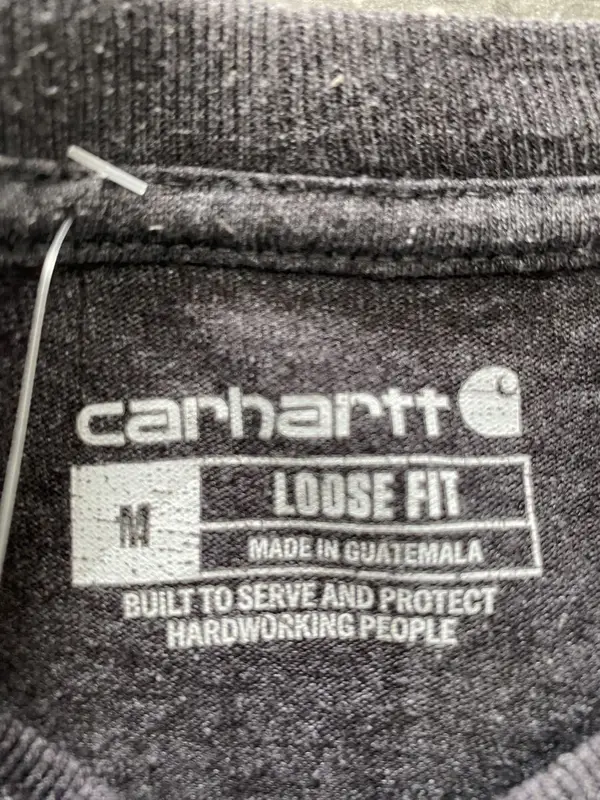 carhartt
M
LOOSE FIT
MADE IN GUATEMALA
BUILT TO SERVE AND PROTECT
HARDWORKING PEOPLE